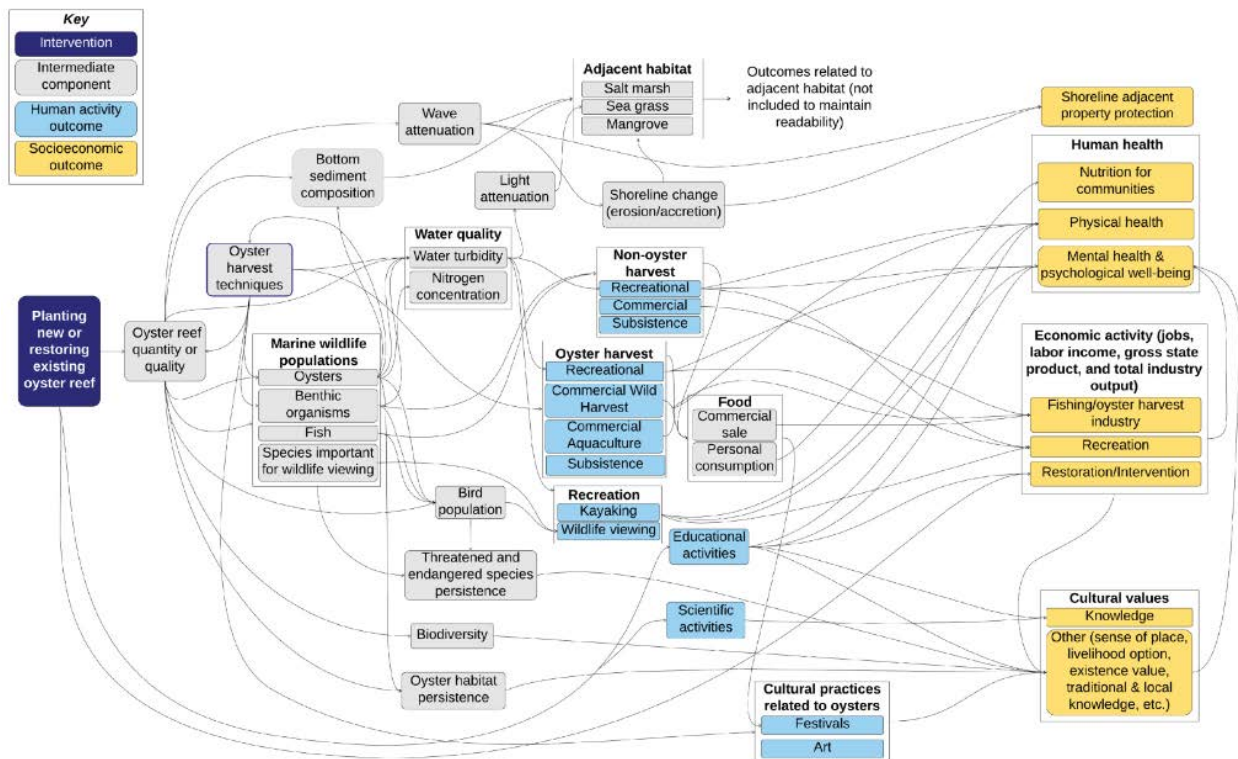 Key
Intervention
Intermediate
component
Human activity
outcome
Socioeconomic
outcome
Planting
new or
restoring
existing
oyster reef
Oyster reef
quantity or
quality
Oyster
harvest
techniques
Bottom
sediment
composition
Wave
attenuation
Light
attenuation
Water quality
Water turbidity
Nitrogen
concentration
Marine wildlife
populations
Oysters
Benthic
organisms
Fish
Species important
for wildlife viewing
Bird
population
Threatened and
endangered species
persistence
Biodiversity
Oyster habitat
persistence
Adjacent habitat
Salt marsh
Sea grass
Mangrove
Outcomes related to
adjacent habitat (not
included to maintain
readability)
Shoreline change
(erosion/accretion)
Non-oyster
harvest
Recreational
Commercial
Subsistence
Oyster harvest
Recreational
Commercial Wild
Harvest
Commercial
Aquaculture
Subsistence
Food
Commercial
sale
Personal
consumption
Recreation
Kayaking
Wildlife viewing
Educational
activities
Scientific
activities
Cultural practices
related to oysters
Festivals
Art
Shoreline adjacent
property protection
Human health
Nutrition for
communities
Physical health
Mental health &
psychological well-being
Economic activity (jobs,
labor income, gross state
product, and total industry
output)
Fishing/oyster harvest
industry
Recreation
Restoration/Intervention
Cultural values
Knowledge
Other (sense of place,
livelihood option,
existence value,
traditional & local
knowledge, etc.)